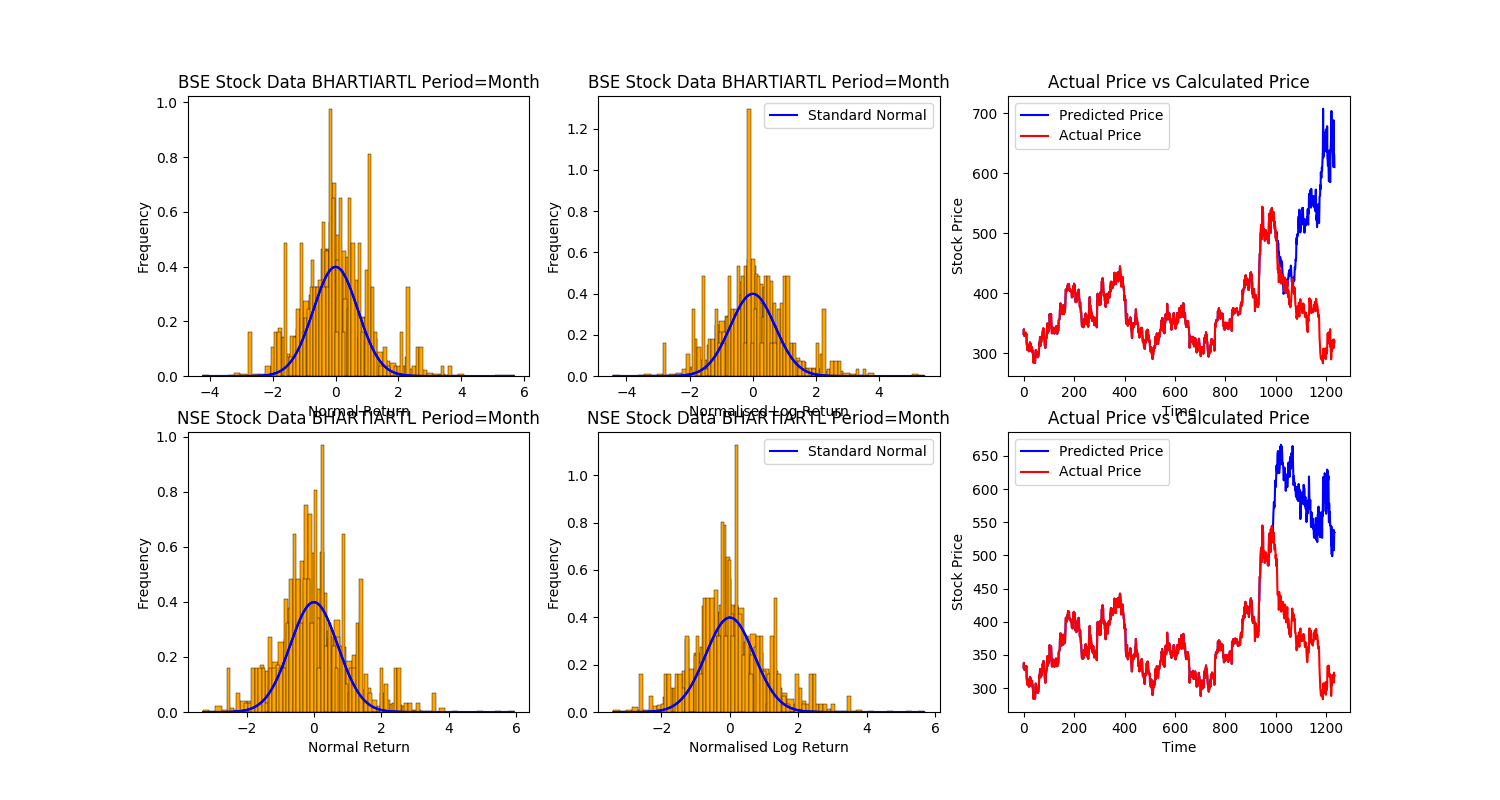 BSE Stock Data BHARTIARTL Period=Month
Frequency
1.0
0.8
0.6
0.4
0.2
0.0
−4 −2 0 2 4 6
Normal Return
BSE Stock Data BHARTIARTL Period=Month
Standard Normal
Frequency
1.2
1.0
0.8
0.6
0.4
0.2
0.0
−4 −2 0 2 4
Normalised Log Return
Actual Price vs Calculated Price
Predicted Price
Actual Price
Stock Price
700
600
500
400
300
0 200 400 600 800 1000 1200
Time
NSE Stock Data BHARTIARTL Period=Month
Frequency
1.0
0.8
0.6
0.4
0.2
0.0
−2 0 2 4 6
Normal Return
NSE Stock Data BHARTIARTL Period=Month
Standard Normal
Frequency
1.0
0.8
0.6
0.4
0.2
0.0
−2 0 2 4 6
Normalised Log Return
Actual Price vs Calculated Price
Predicted Price
Actual Price
Stock Price
650
600
550
500
450
400
350
300
0 200 400 600 800 1000 1200
Time